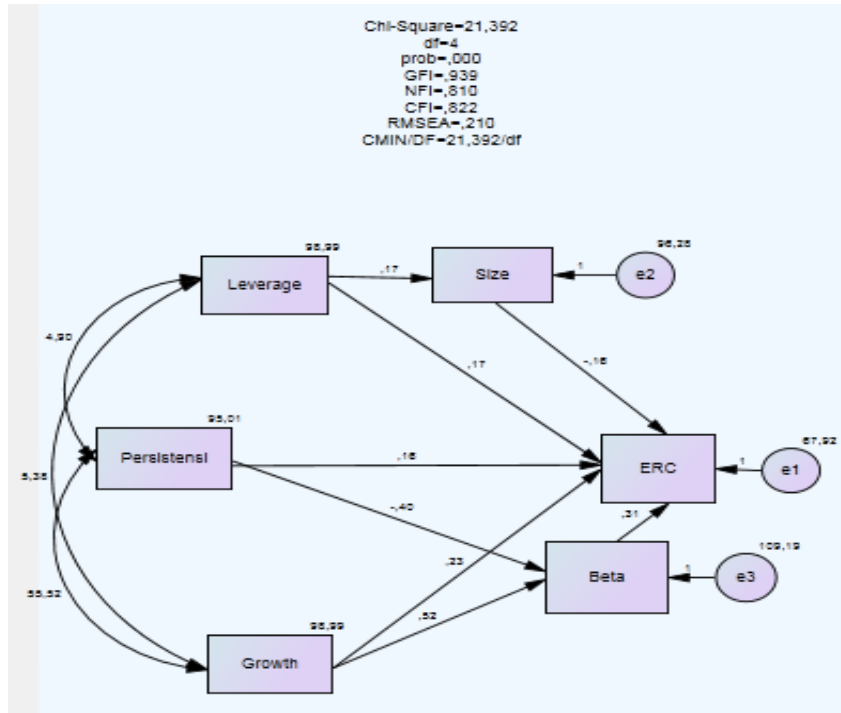 Chi-Square=21,392
df=4
prob=,000
GFI=,939
NFI=,810
CFI=,822
RMSEA=,210
CMIN/DF=21,392/df
98,99
Leverage
,17
Size
1
e2
96,28
4,90
,17
-,16
95,01
Persistensi
,16
ERC
1
e1
67,92
5,38
-,40
,31
109,19
,23
Beta
1
e3
55,52
,52
98,99
Growth